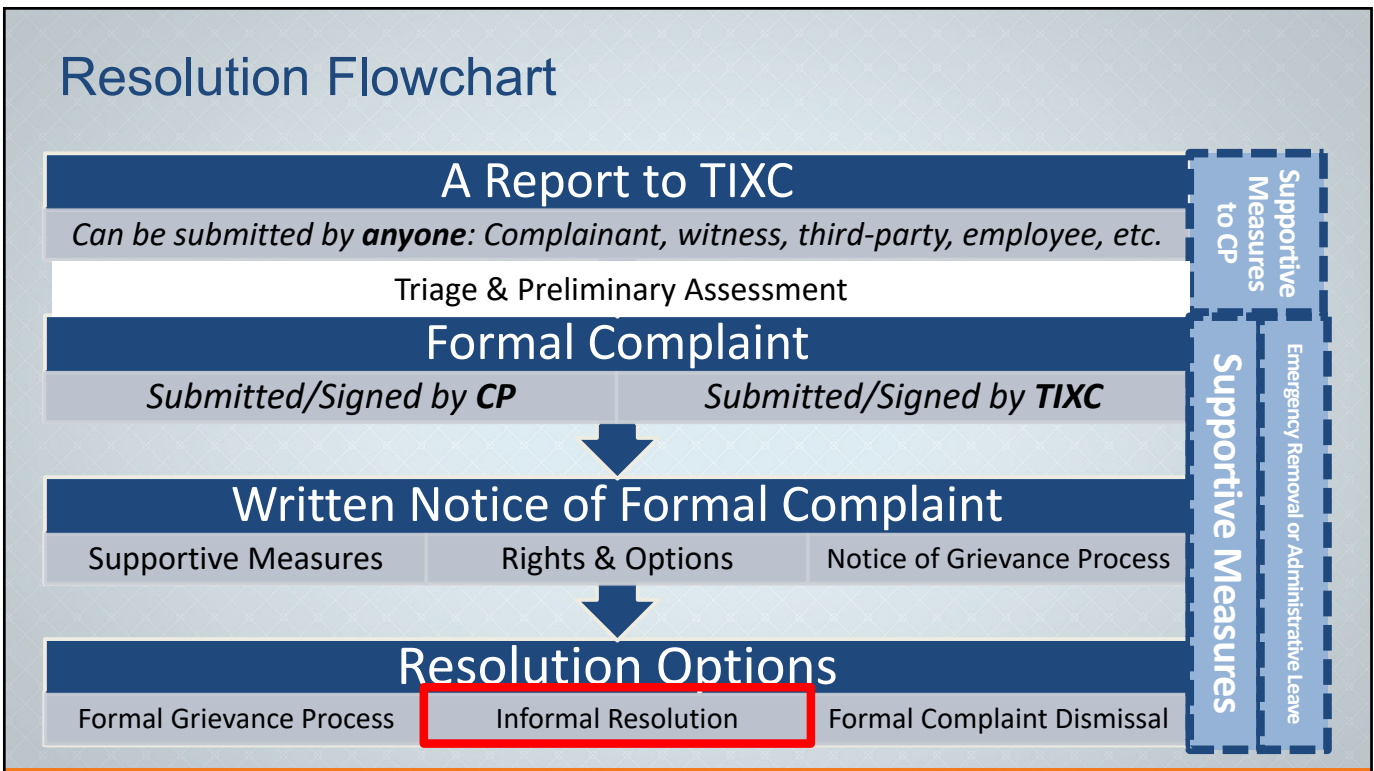 Resolution Flowchart
A Report to TIXC
Can be submitted by anyone: Complainant, witness, third-party, employee, etc.
Triage & Preliminary Assessment
Formal Complaint
Submitted/Signed by CP
Submitted/Signed by TIXC
Written Notice of Formal Complaint
Supportive Measures
Rights & Options
Notice of Grievance Process
Resolution Options
Formal Grievance Process
Informal Resolution
Formal Complaint Dismissal
Supportive
Measures
to CP
Supportive Measures
Emergency Removal or Administrative Leave